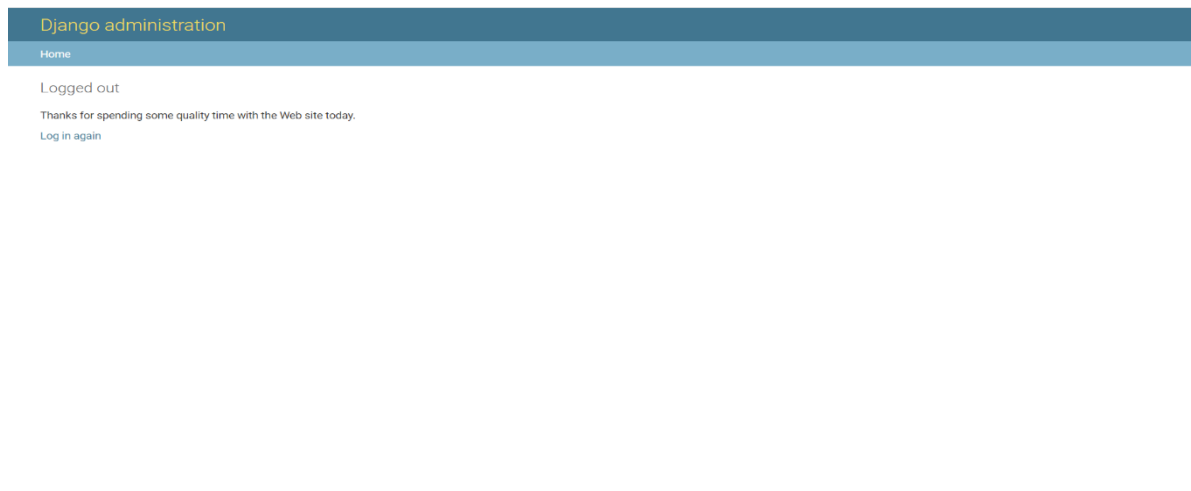 Django administration
Home
Logged out
Thanks for spending some quality time with the Web site today.
Log in again